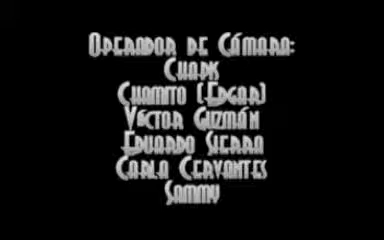 Operador de Cámara:
Chapis
Chamito (Edgar)
Víctor Guzmán
Eduardo Sierra
Carla Cervantes
Sammy